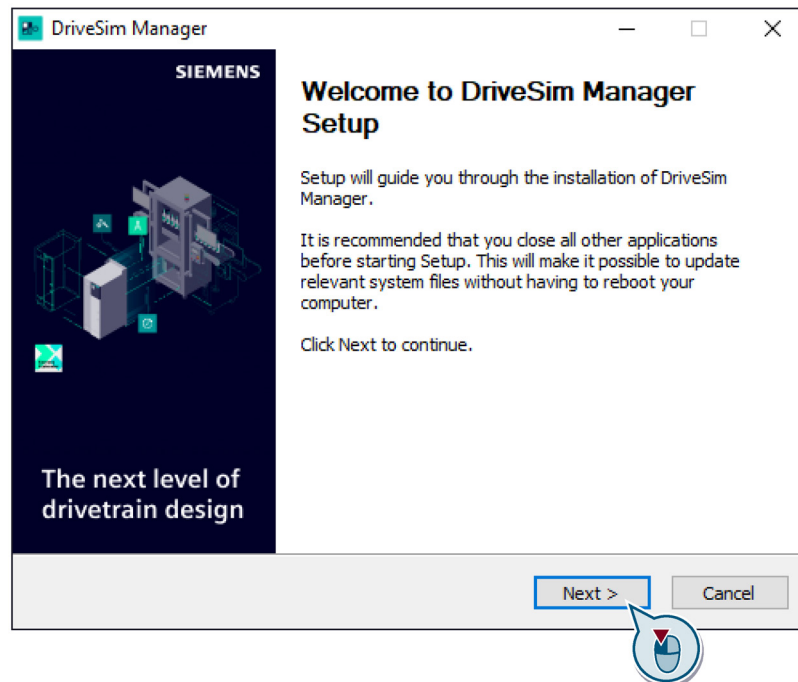 DriveSim Manager
SIEMENS
Welcome to DriveSim Manager
Setup
Setup will guide you through the installation of DriveSim
Manager.
It is recommended that you close all other applications
before starting Setup. This will make it possible to update
relevant system files without having to reboot your
computer.
Click Next to continue.
The next level of
drivetrain design
Next >
Cancel